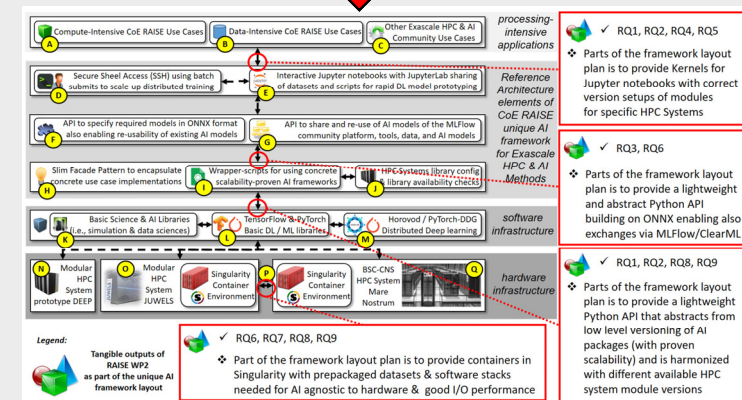 Compute-Intensive CoE RAISE Use Cases
A
Data-Intensive CoE RAISE Use Cases
B
Other Exascale HPC & AI
Community Use Cases
C
processing-
intensive
applications
Secure Sheel Access (SSH) using batch
submits to scale up distributed training
D
Interactive Jupyter notebooks with JupyterLab sharing
of datasets and scripts for rapid DL model prototyping
E
API to specify required models in ONNX format
also enabling re-usability of existing AI models
F
API to share and re-use of AI models of the MLFlow
community platform, tools, data, and AI models
G
Slim Facade Pattern to encapsulate
concrete use case implementations
H
Wrapper-scripts for using concrete
scalability-proven AI frameworks
I
HPC-Systems library config
& library availability checks
J
Reference
Architecture
elements of
CoE RAISE
unique AI
framework
for Exascale
HPC & AI
Methods
Basic Science & AI Libraries
(i.e., simulation & data sciences)
K
TensorFlow & PyTorch
Basic DL / ML libraries
L
Horovod / PyTorch-DDG
Distributed Deep learning
M
software
infrastructure
N
Modular
HPC
System
prototype DEEP
O
Modular
HPC
System
JUWELS
Singularity
Container
Environment
P
Singularity
Container
Environment
BSC-CNS
HPC System
Mare
Nostrum
Q
hardware
infrastructure
Legend:
Tangible outputs of
RAISE WP2
as part of the unique AI
framework layout
✓ RQ6, RQ7, RQ8, RQ9
❖ Part of the framework layout plan is to provide containers in
Singularity with prepackaged datasets & software stacks
needed for AI agnostic to hardware & good I/O performance
✓ RQ1, RQ2, RQ4, RQ5
❖ Parts of the framework layout
plan is to provide Kernels for
Jupyter notebooks with correct
version setups of modules
for specific HPC Systems
✓ RQ3, RQ6
❖ Parts of the framework layout
plan is to provide a lightweight
and abstract Python API
building on ONNX enabling also
exchanges via MLFlow/ClearML
✓ RQ1, RQ2, RQ8, RQ9
❖ Parts of the framework layout
plan is to provide a lightweight
Python API that abstracts from
low level versioning of AI
packages (with proven
scalability) and is harmonized
with different available HPC
system module versions